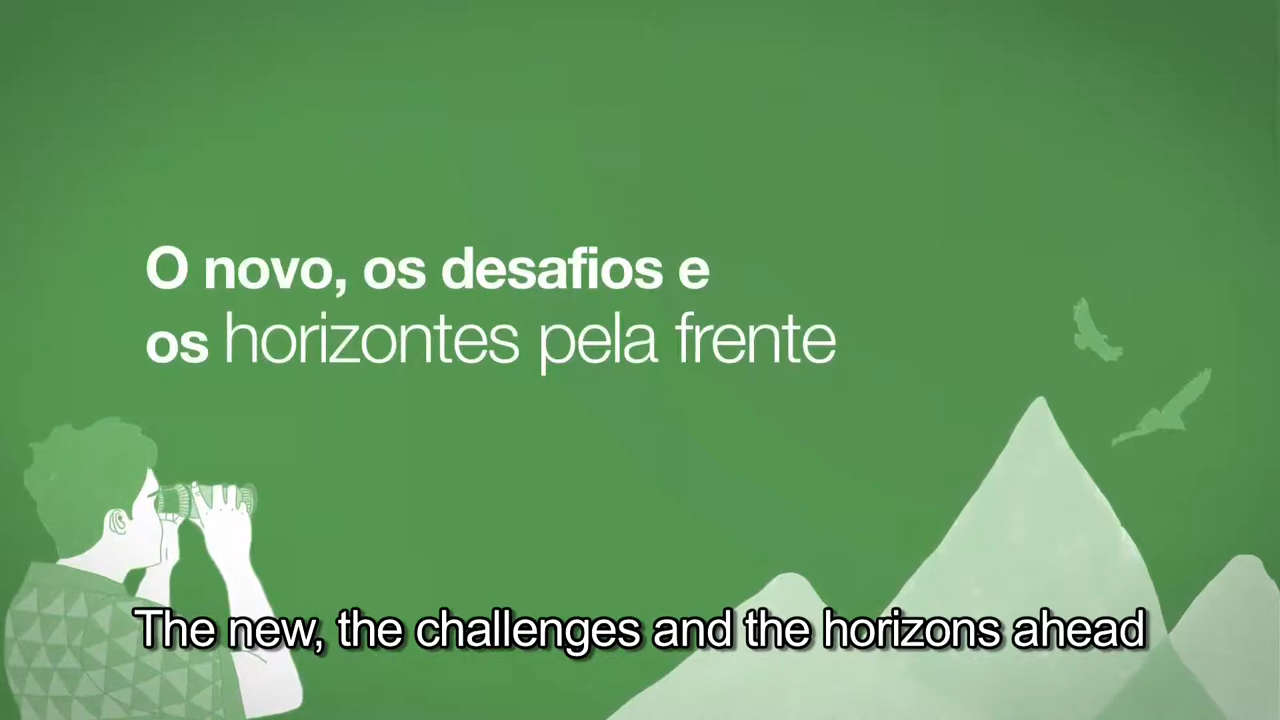 O novo, os desafios e
os horizontes pela frente
The new, the challenges and the horizons ahead